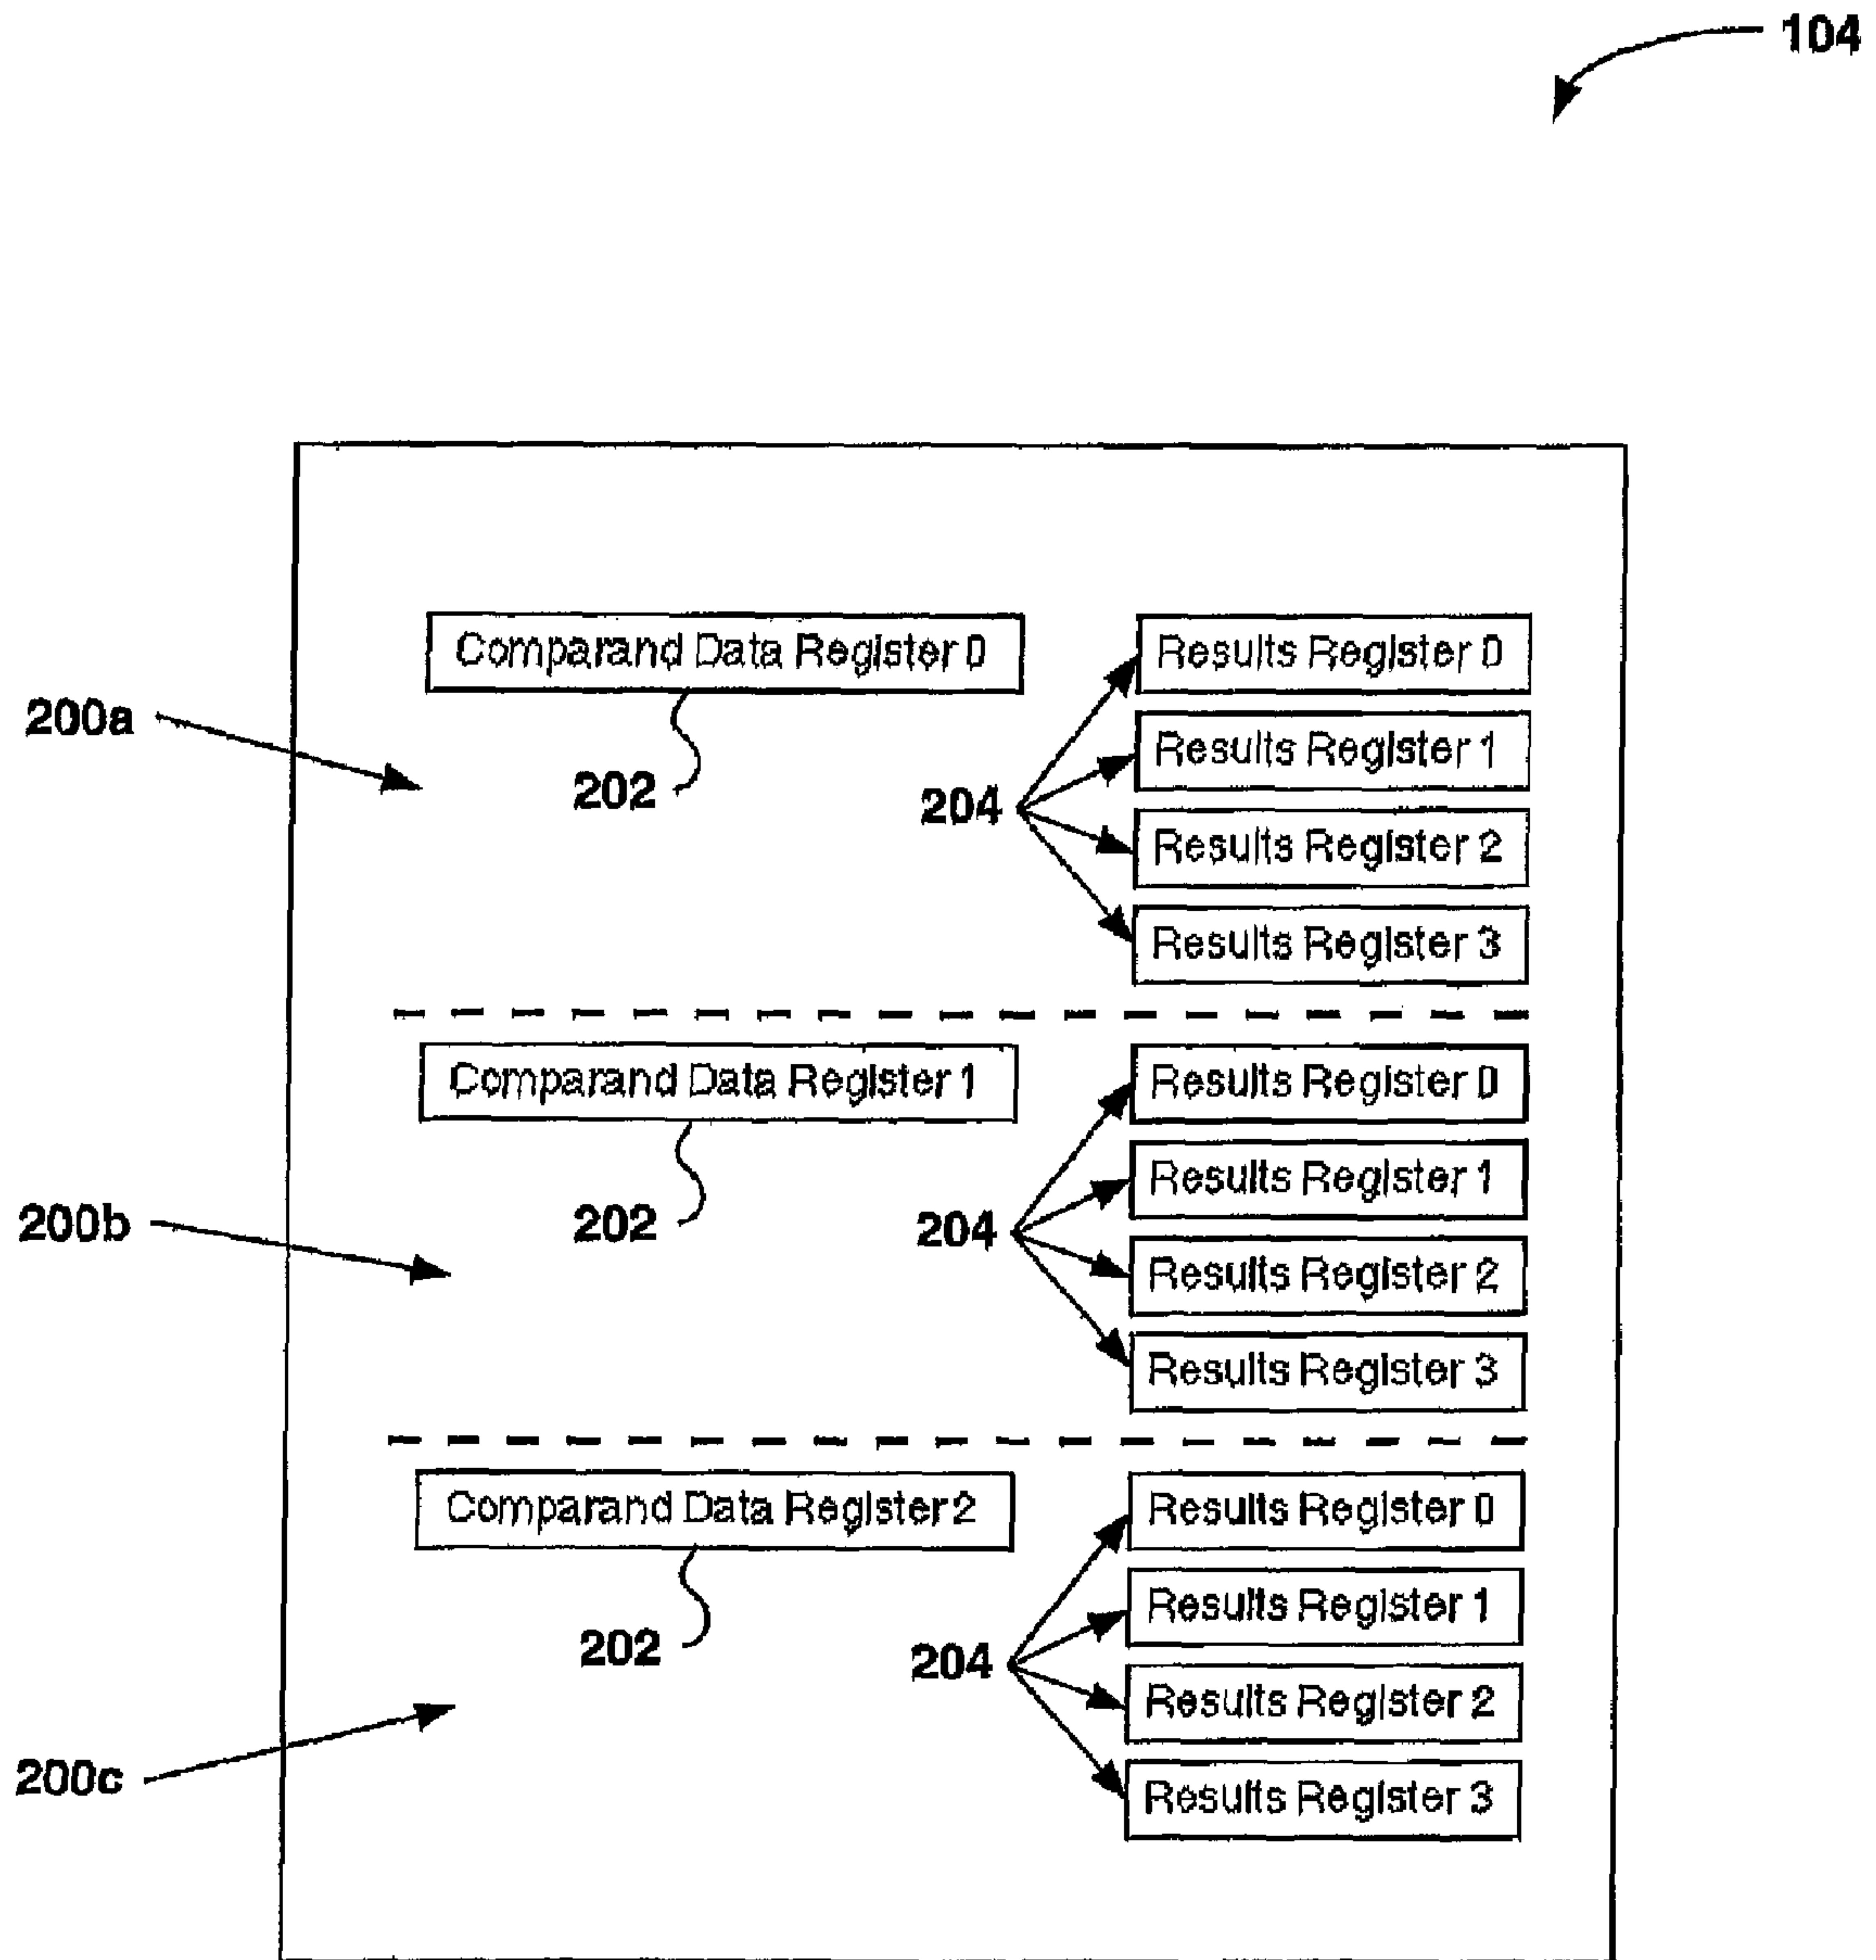 104
Comparand Data Register 0
Results Register 0
200a
Results Register 1
202
204
Results Register 2
Results Register 3
Comparand Data Register 1
Results Register 0
Results Register 1
200b
202
204
Results Register 2
Results Register 3
Comparand Data Register 2
Results Register 0
Results Register 1
202
204
Results Register 2
200c
Results Register 3